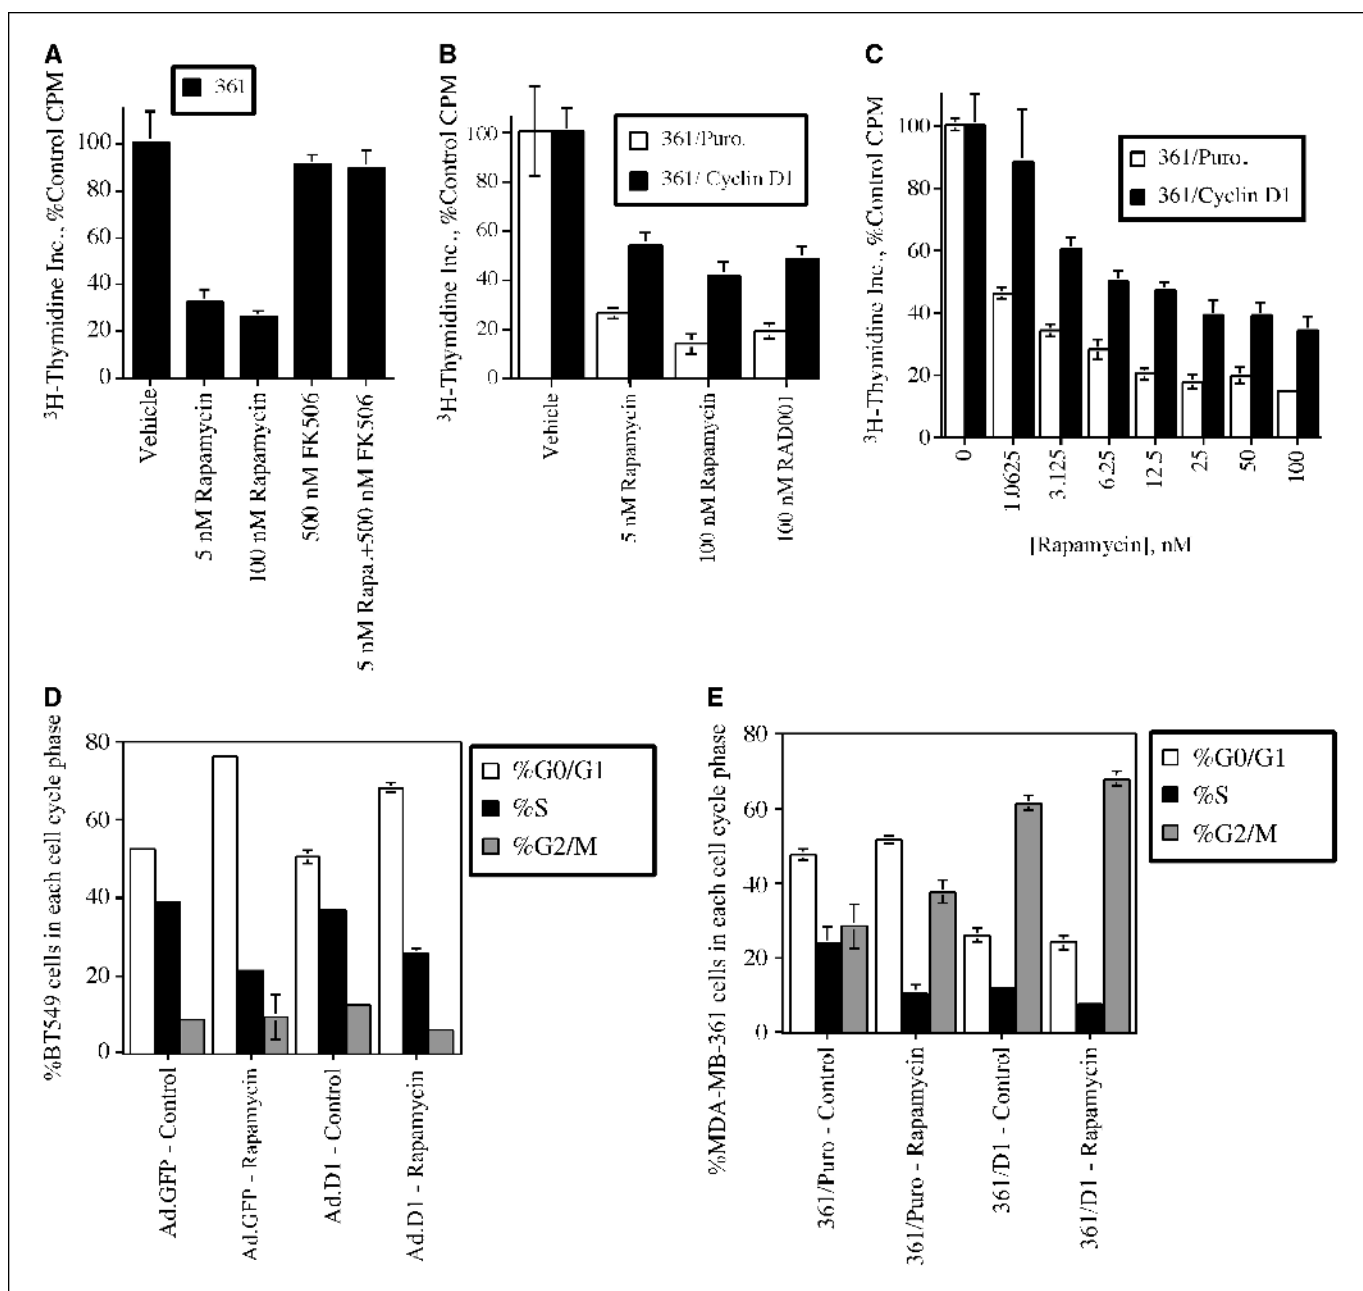 A
361
³H-Thymidine Inc., %Control CPM
100
80
60
40
20
0
Vehicle
5 nM Rapamycin
100 nM Rapamycin
500 nM FK506
5 nM Rapa.+500 nM FK506
B
361/Puro.
361/ Cyclin D1
³H-Thymidine Inc., %Control CPM
100
80
60
40
20
0
Vehicle
5 nM Rapamycin
100 nM Rapamycin
100 nM RAD001
C
361/Puro.
361/Cyclin D1
³H-Thymidine Inc., %Control CPM
100
80
60
40
20
0
0
1.0625
3.125
6.25
12.5
25
50
100
[Rapamycin], nM
D
%BT549 cells in each cell cycle phase
80
60
40
20
0
Ad.GFP - Control
Ad.GFP - Rapamycin
Ad.D1 - Control
Ad.D1 - Rapamycin
%G0/G1
%S
%G2/M
E
%MDA-MB-361 cells in each cell cycle phase
80
60
40
20
0
361/Puro - Control
361/Puro - Rapamycin
361/D1 - Control
361/D1 - Rapamycin
%G0/G1
%S
%G2/M